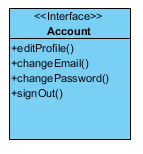 <<Interface>>
Account
+editProfile()
+changeEmail()
+changePassword()
+signOut()